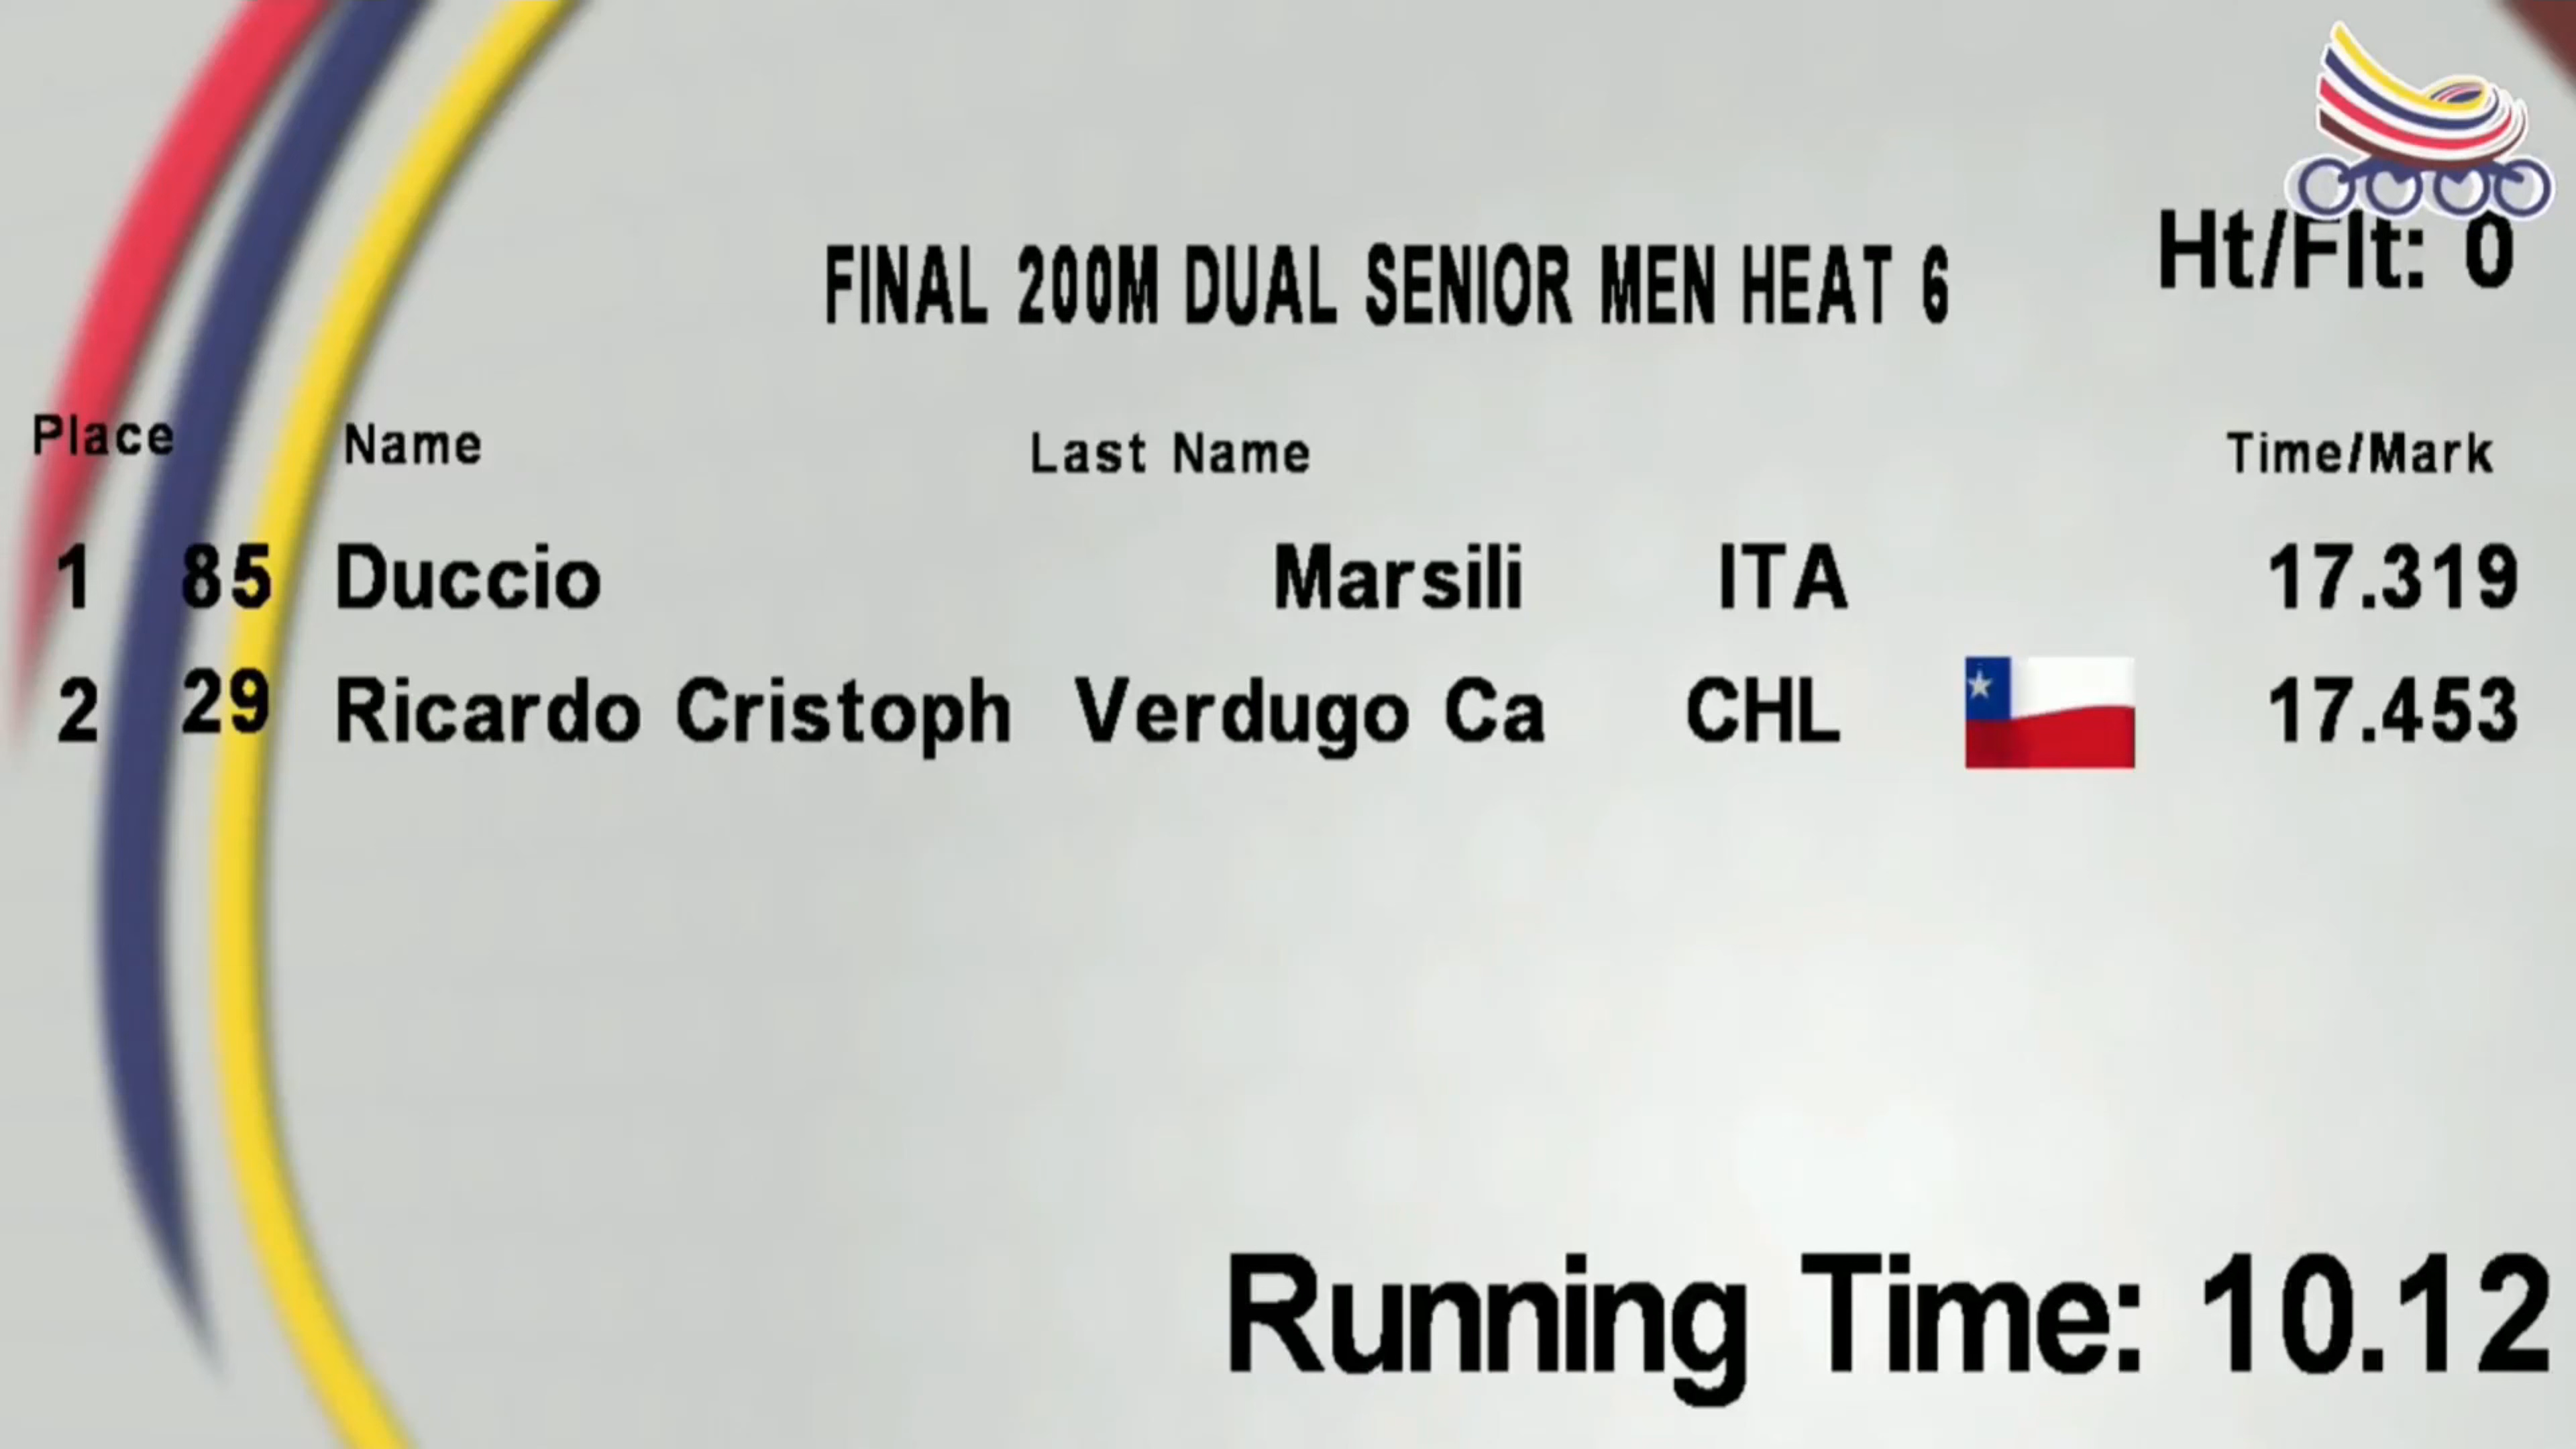 Ht/Flt: 0
FINAL 200M DUAL SENIOR MEN HEAT 6
Place Name Last Name Time/Mark
1 85 Duccio Marsili ITA 17.319
2 29 Ricardo Cristoph Verdugo Ca CHL 17.453
Running Time: 10.12